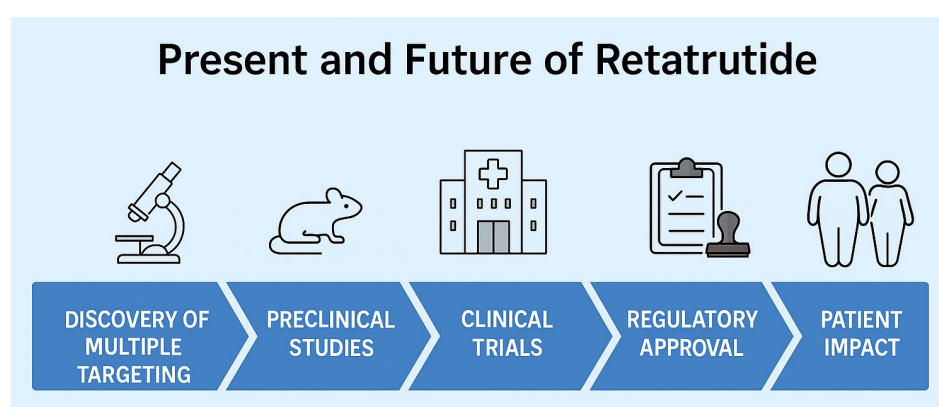 Present and Future of Retatrutide
DISCOVERY OF
MULTIPLE
TARGETING
PRECLINICAL
STUDIES
CLINICAL
TRIALS
REGULATORY
APPROVAL
PATIENT
IMPACT